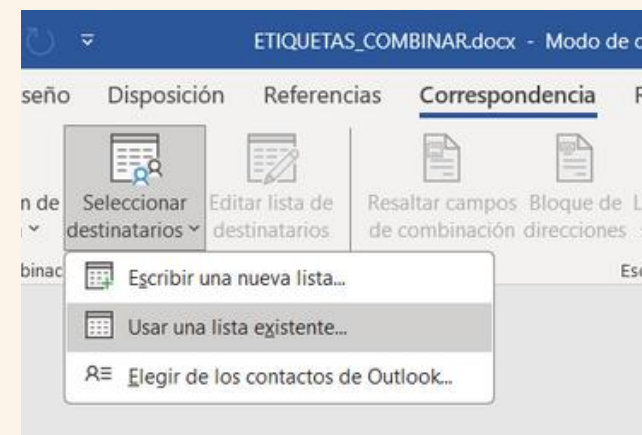 ETIQUETAS_COMBINAR.docx - Modo de
seño Disposición Referencias Correspondencia
n de Seleccionar Editar lista de Resaltar campos Bloque de
destinatarios destinatarios de combinación direcciones
binac
Escribir una nueva lista...
Usar una lista existente...
Elegir de los contactos de Outlook...